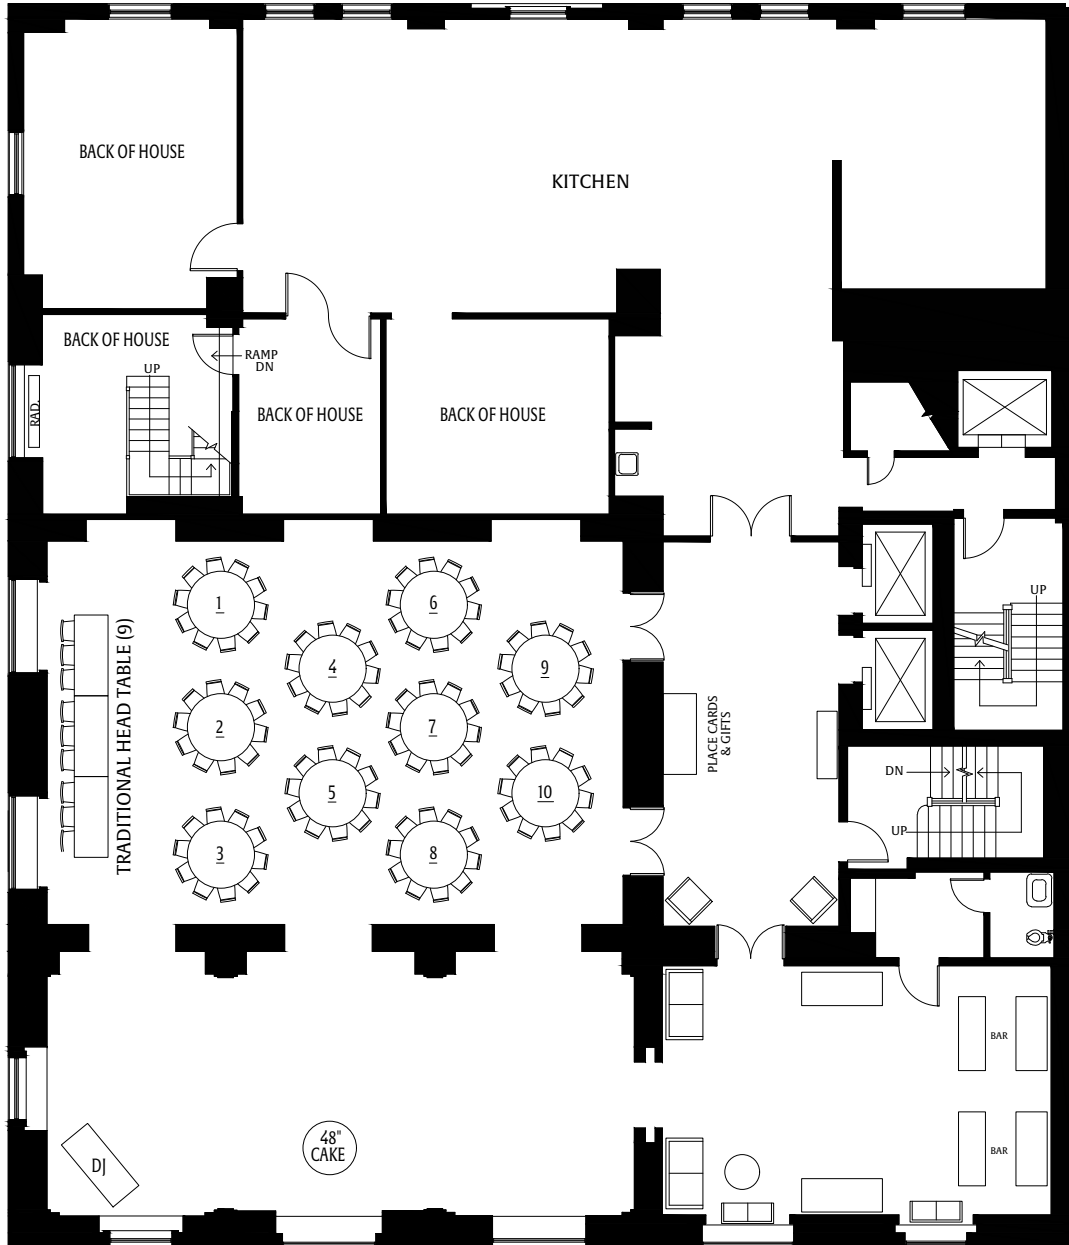 BACK OF HOUSE
KITCHEN
BACK OF HOUSE
UP
RAMP
DN
RAD.
BACK OF HOUSE
BACK OF HOUSE
UP
1
6
4
9
TRADITIONAL HEAD TABLE (9)
2
7
PLACE CARDS
& GIFTS
DN
5
10
UP
3
8
BAR
48"
CAKE
DJ
BAR